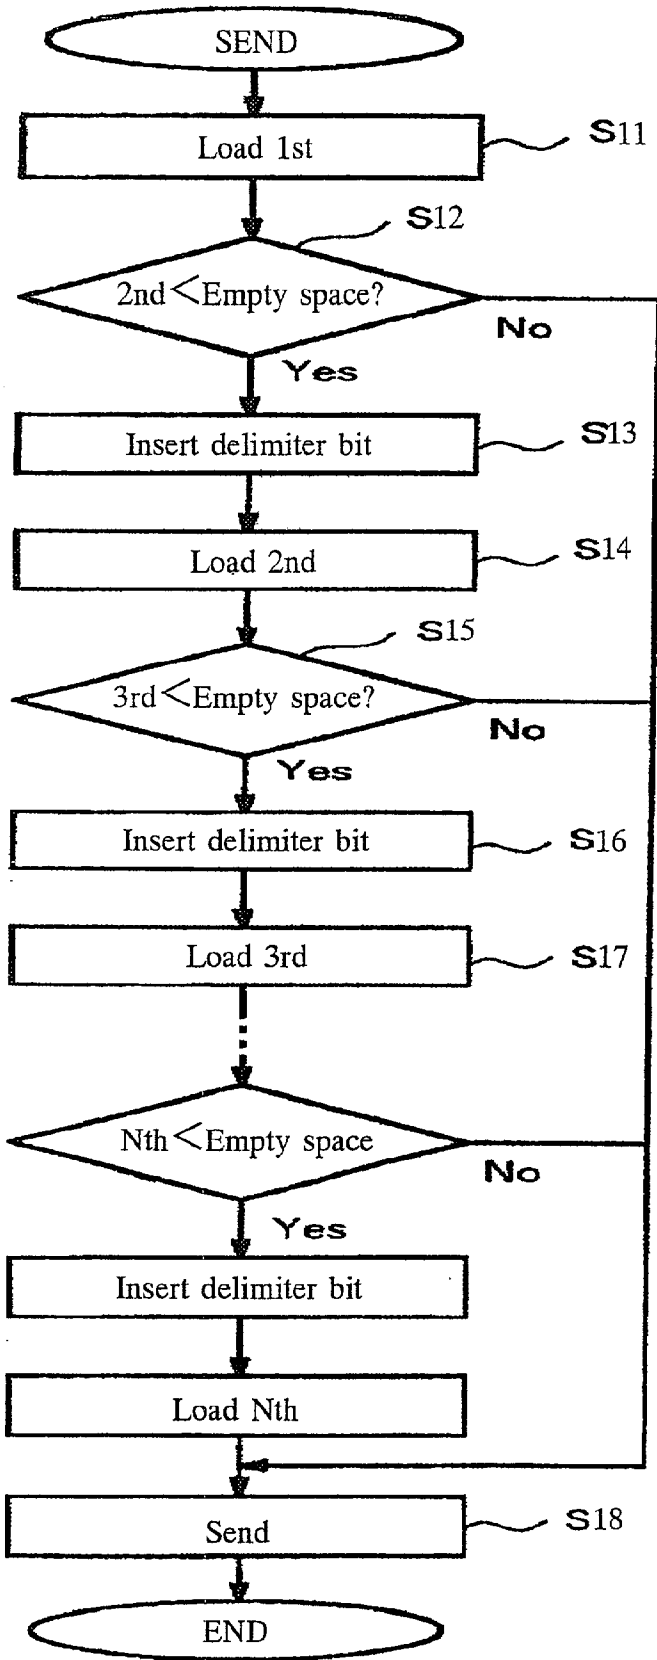 SEND
Load 1st
S11
S12
2nd<Empty space?
No
Yes
Insert delimiter bit
S13
Load 2nd
S14
S15
3rd<Empty space?
No
Yes
Insert delimiter bit
S16
Load 3rd
S17
Nth<Empty space
No
Yes
Insert delimiter bit
Load Nth
Send
S18
END